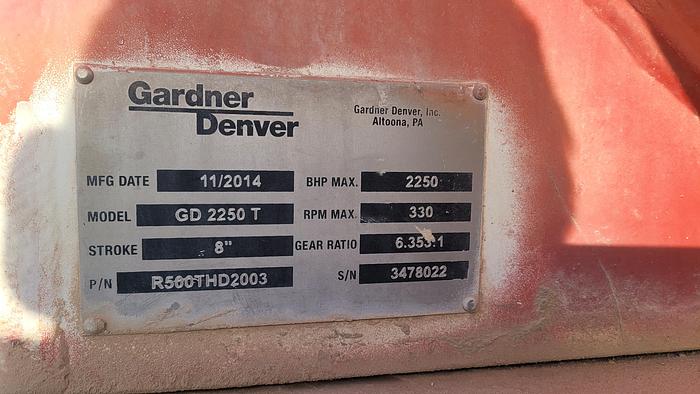 Gardner
Denver
Gardner Denver, Inc.
Altoona, PA
MFG DATE 11/2014 BHP MAX. 2250
MODEL GD 2250 T RPM MAX. 330
STROKE 8" GEAR RATIO 6.353:1
P/N R500THD2003 S/N 3478022